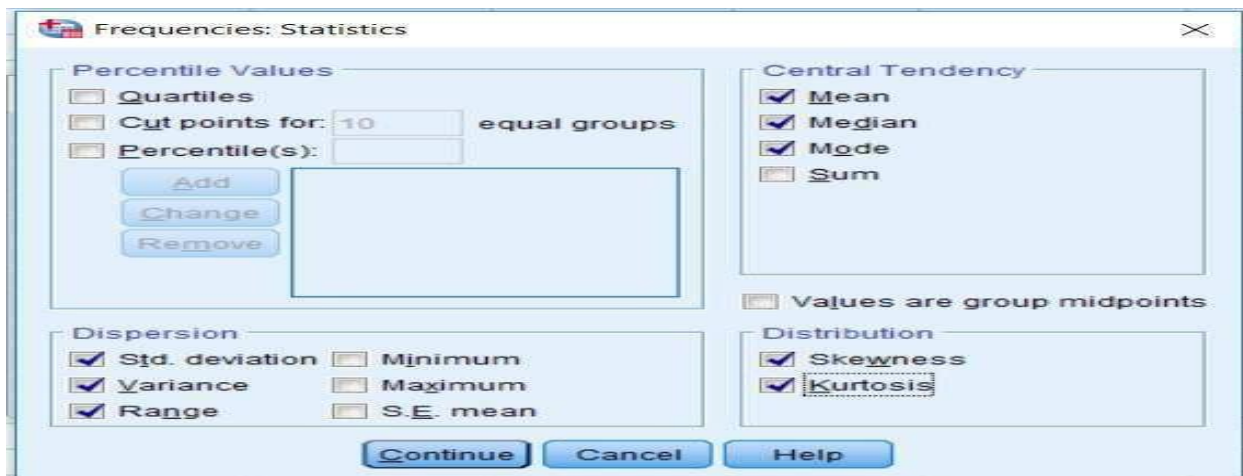 Frequencies: Statistics
Percentile Values
Quartiles
Cut points for: 10 equal groups
Percentile(s):
Add
Change
Remove
Central Tendency
Mean
Median
Mode
Sum
Values are group midpoints
Dispersion
Std. deviation Minimum
Variance Maximum
Range S.E. mean
Distribution
Skewness
Kurtosis
Continue Cancel Help